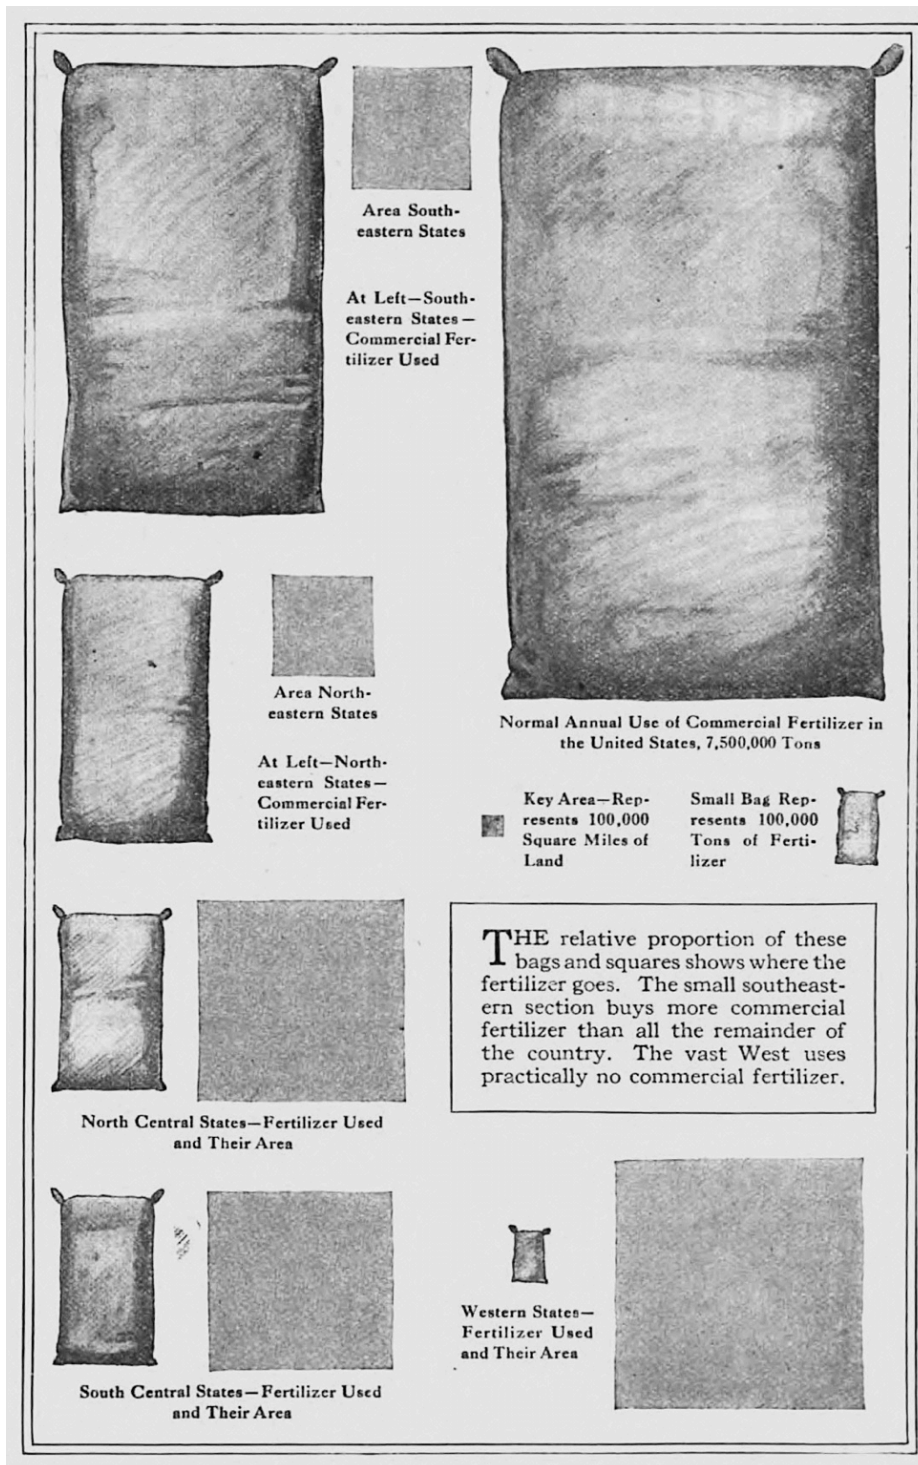 Area South-
eastern States
At Left—South-
eastern States—
Commercial Fer-
tilizer Used
Normal Annual Use of Commercial Fertilizer in
the United States, 7,500,000 Tons
Area North-
eastern States
At Left—North-
eastern States—
Commercial Fer-
tilizer Used
Key Area—Rep-
resents 100,000
Square Miles of
Land
Small Bag Rep-
resents 100,000
Tons of Ferti-
lizer
THE relative proportion of these
bags and squares shows where the
fertilizer goes. The small southeast-
ern section buys more commercial
fertilizer than all the remainder of
the country. The vast West uses
practically no commercial fertilizer.
North Central States—Fertilizer Used
and Their Area
South Central States—Fertilizer Used
and Their Area
Western States—
Fertilizer Used
and Their Area